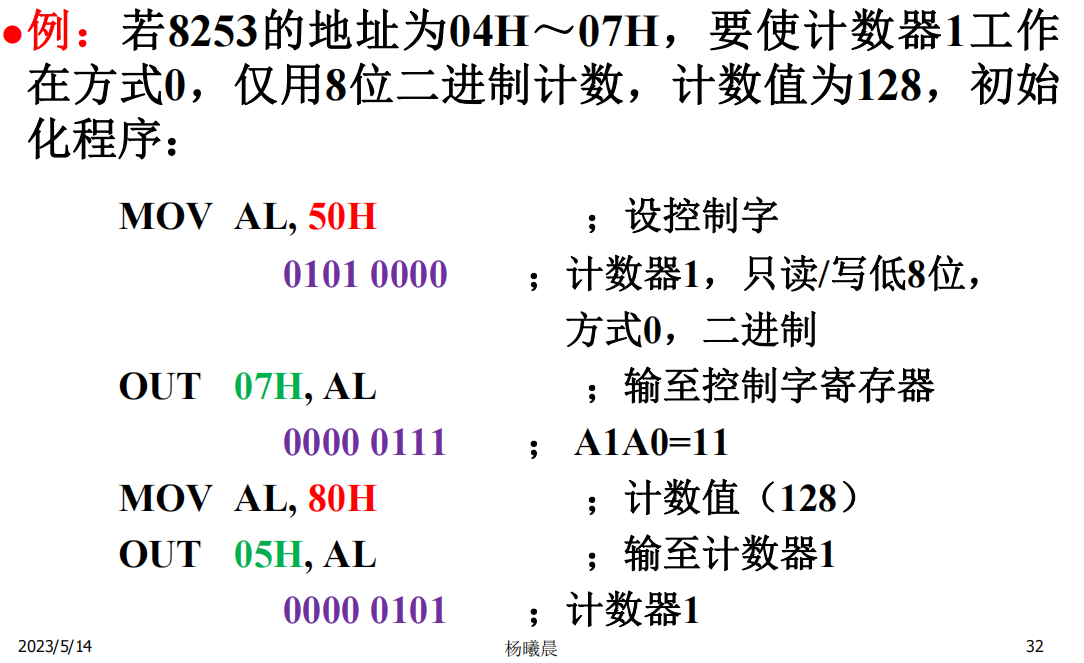 ●例：若8253的地址为04H～07H，要使计数器1工作
在方式0，仅用8位二进制计数，计数值为128，初始
化程序：
MOV AL, 50H ；设控制字
0101 0000 ；计数器1，只读/写低8位，
方式0，二进制
OUT 07H, AL ；输至控制字寄存器
0000 0111 ； A1A0=11
MOV AL, 80H ；计数值（128）
OUT 05H, AL ；输至计数器1
0000 0101 ；计数器1
2023/5/14 杨曦晨 32